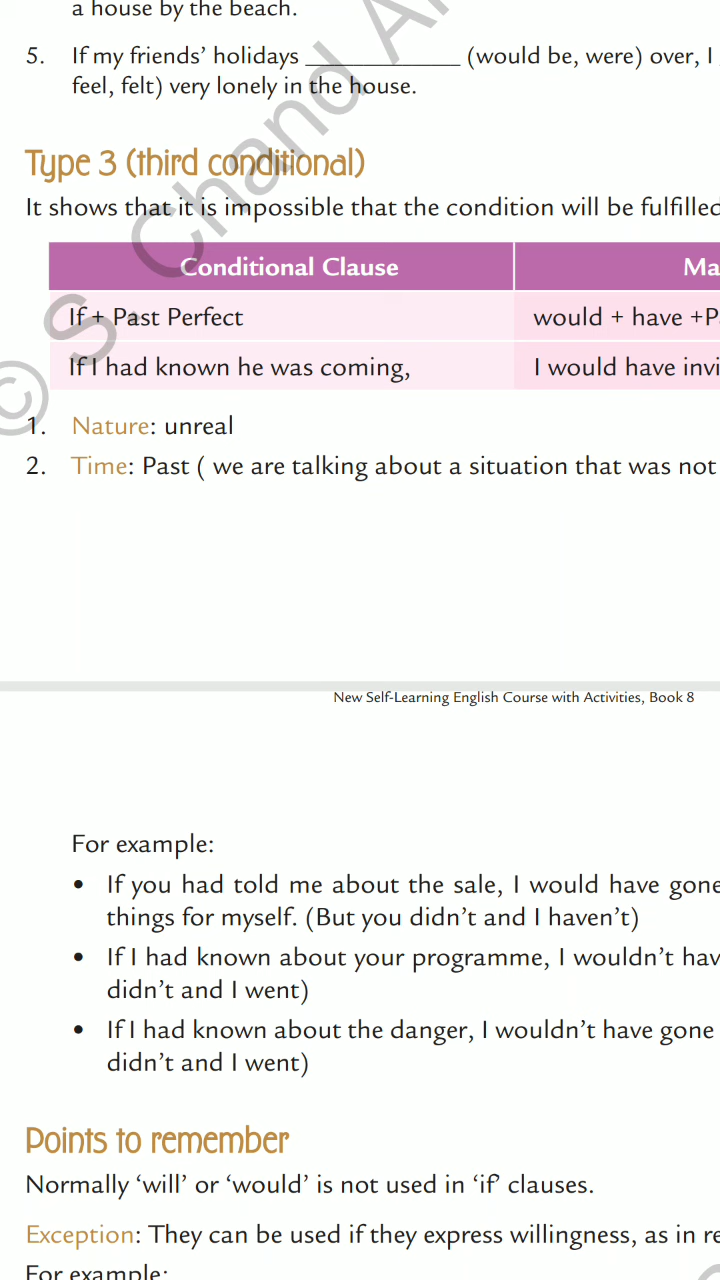 a house by the beach.
5. If my friends’ holidays ____________ (would be, were) over, I
feel, felt) very lonely in the house.
Type 3 (third conditional)
It shows that it is impossible that the condition will be fulfilled
Conditional Clause
If + Past Perfect would + have +
If I had known he was coming, I would have
1. Nature: unreal
2. Time: Past ( we are talking about a situation that was not
New Self-Learning English Course with Activities, Book 8
For example:
• If you had told me about the sale, I would have gone
things for myself. (But you didn’t and I haven’t)
• If I had known about your programme, I wouldn’t
didn’t and I went)
• If I had known about the danger, I wouldn’t have gone
didn’t and I went)
Points to remember
Normally ‘will’ or ‘would’ is not used in ‘if’ clauses.
Exception: They can be used if they express willingness, as in
For example:
© S. Chand